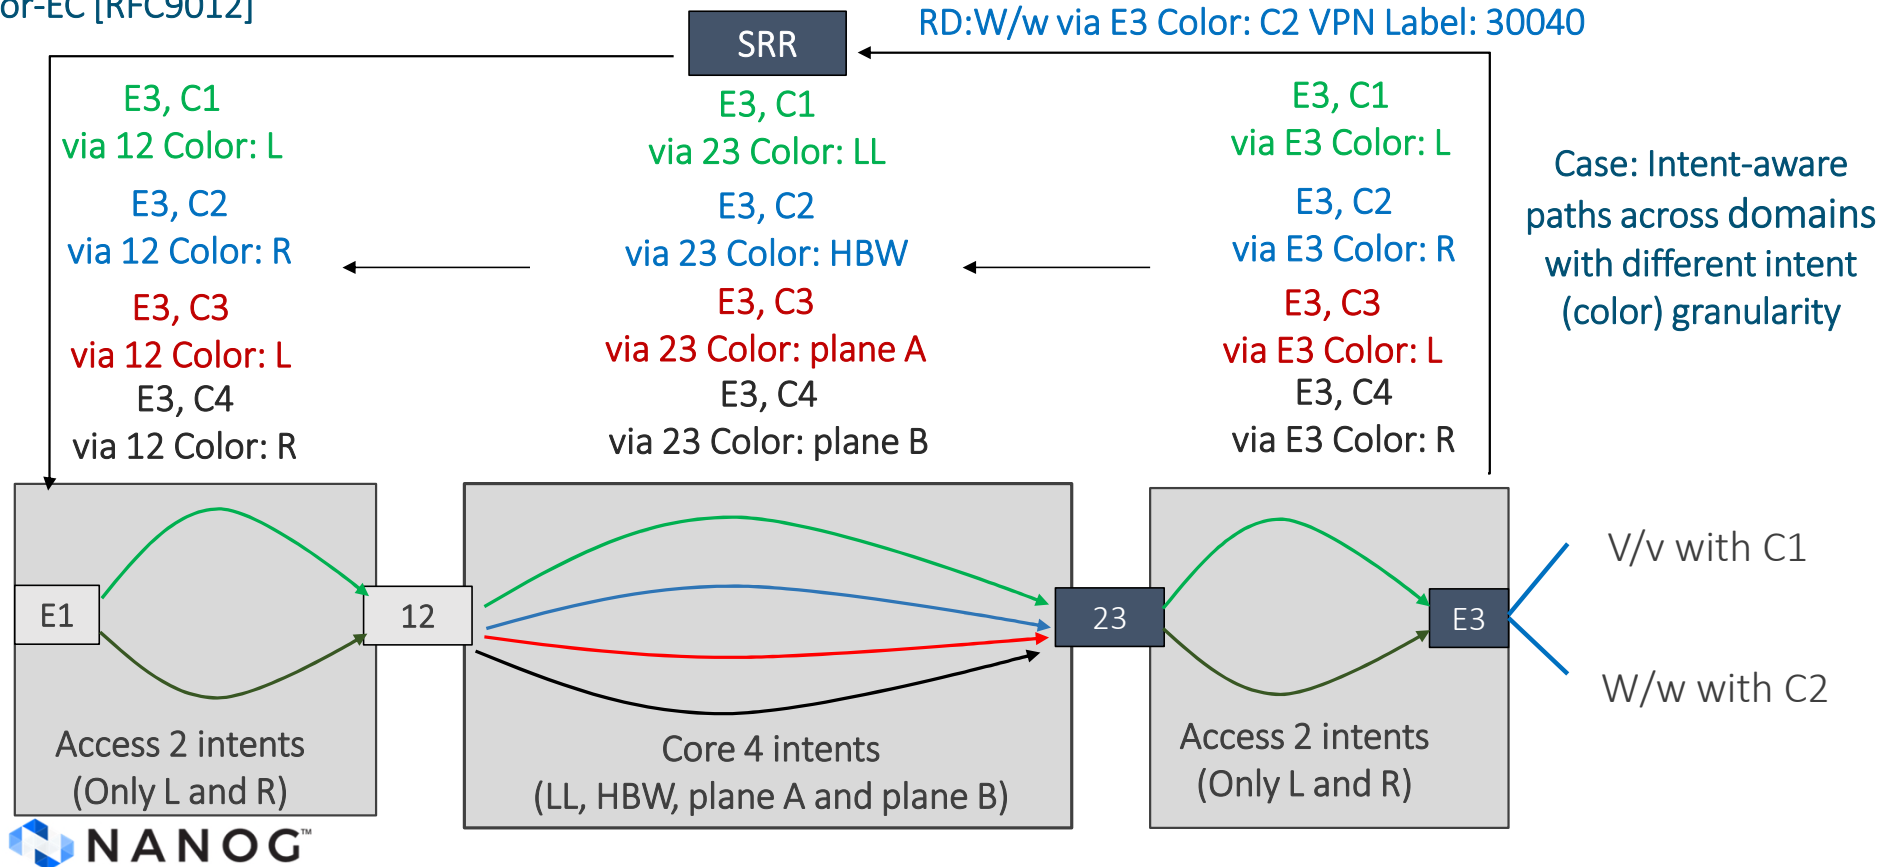 or-EC [RFC9012]
RD:W/w via E3 Color: C2 VPN Label: 30040
SRR
E3, C1
via 12 Color: L
E3, C2
via 12 Color: R
E3, C3
via 12 Color: L
E3, C4
via 12 Color: R
E3, C1
via 23 Color: LL
E3, C2
via 23 Color: HBW
E3, C3
via 23 Color: plane A
E3, C4
via 23 Color: plane B
E3, C1
via E3 Color: L
E3, C2
via E3 Color: R
E3, C3
via E3 Color: L
E3, C4
via E3 Color: R
Case: Intent-aware
paths across domains
with different intent
(color) granularity
E1
12
23
E3
V/v with C1
W/w with C2
Access 2 intents
(Only L and R)
Core 4 intents
(LL, HBW, plane A and plane B)
Access 2 intents
(Only L and R)
NANOG™